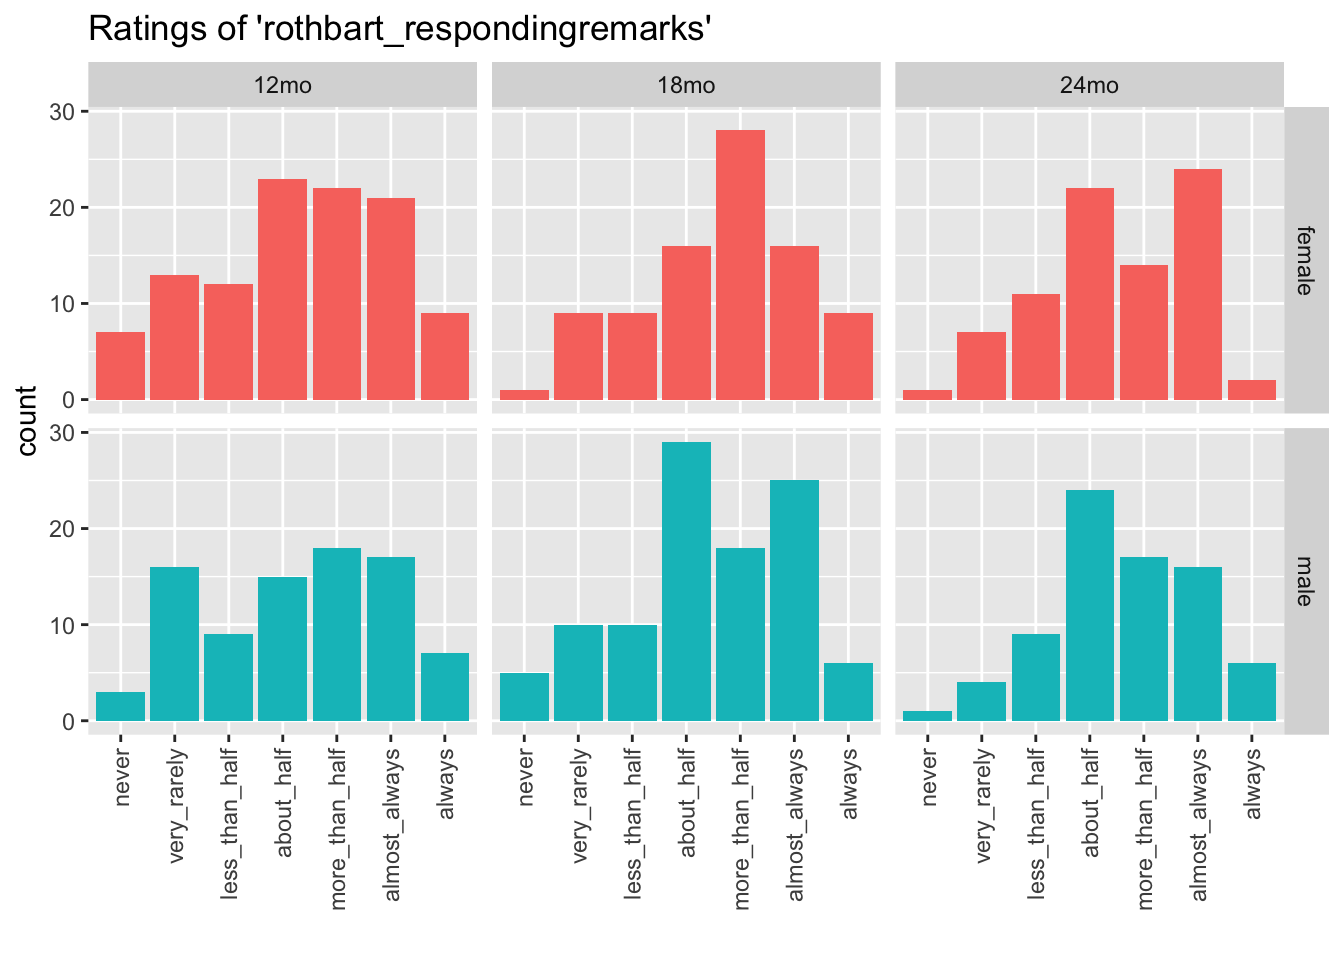 Ratings of 'rothbart_respondingremarks'
12mo
18mo
24mo
30
20
10
0
female
count
30
20
10
0
male
never
very_rarely
less_than_half
about_half
more_than_half
almost_always
always
never
very_rarely
less_than_half
about_half
more_than_half
almost_always
always
never
very_rarely
less_than_half
about_half
more_than_half
almost_always
always